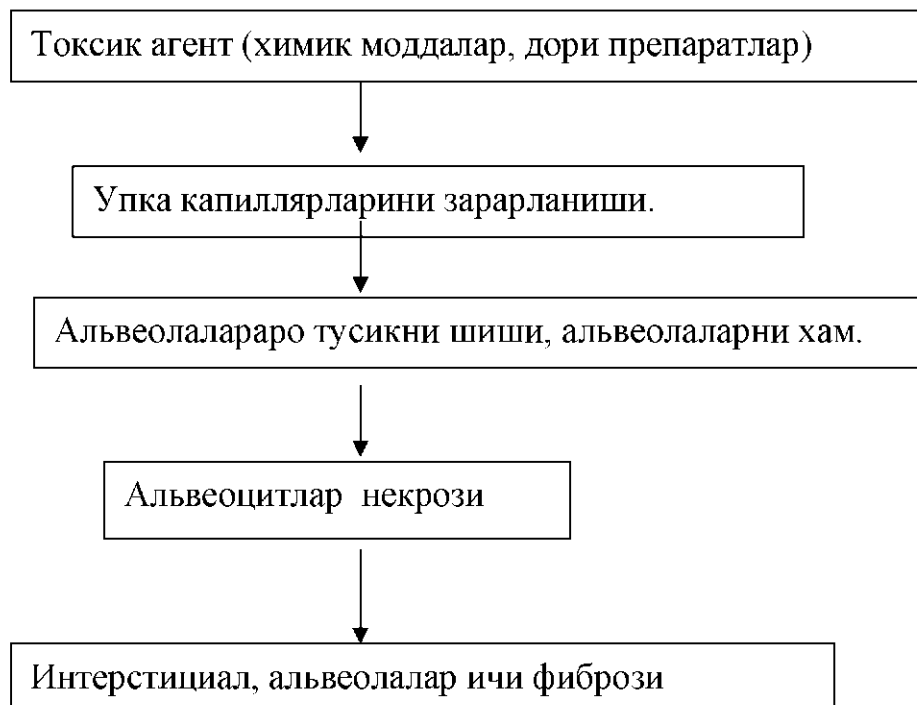 Токсик агент (химик моддалар, дори препаратлар)
Упка капиллярларини зарарланиши.
Альвеолалараро тусикни шиши, альвеолаларни хам.
Альвеоцитлар некрози
Интерстициал, альвеолалар ичи фибрози